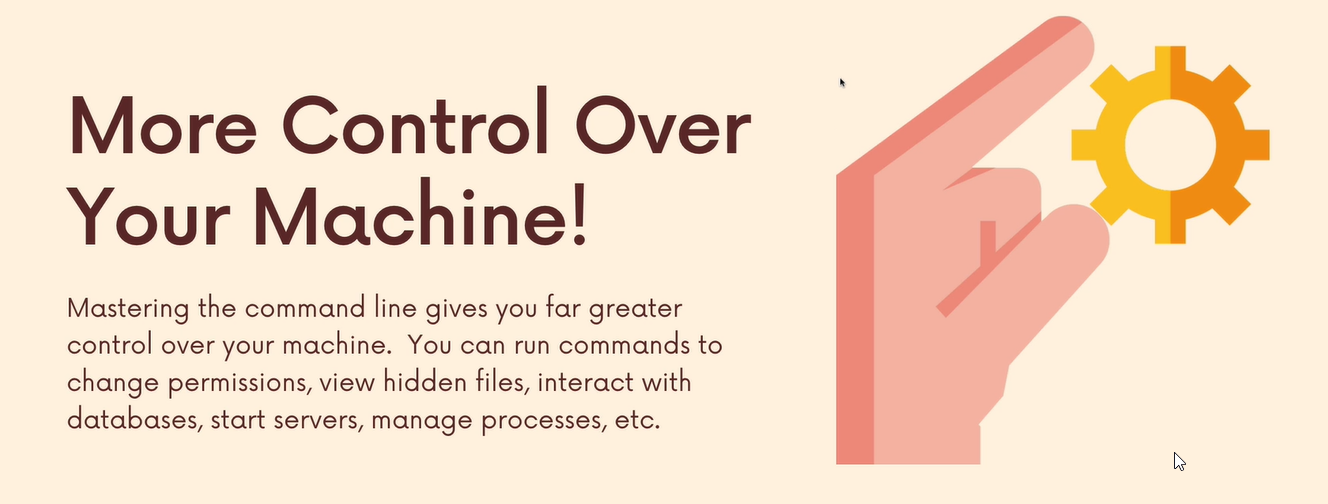 More Control Over
Your Machine!
Mastering the command line gives you far greater
control over your machine.  You can run commands to
change permissions, view hidden files, interact with
databases, start servers, manage processes, etc.